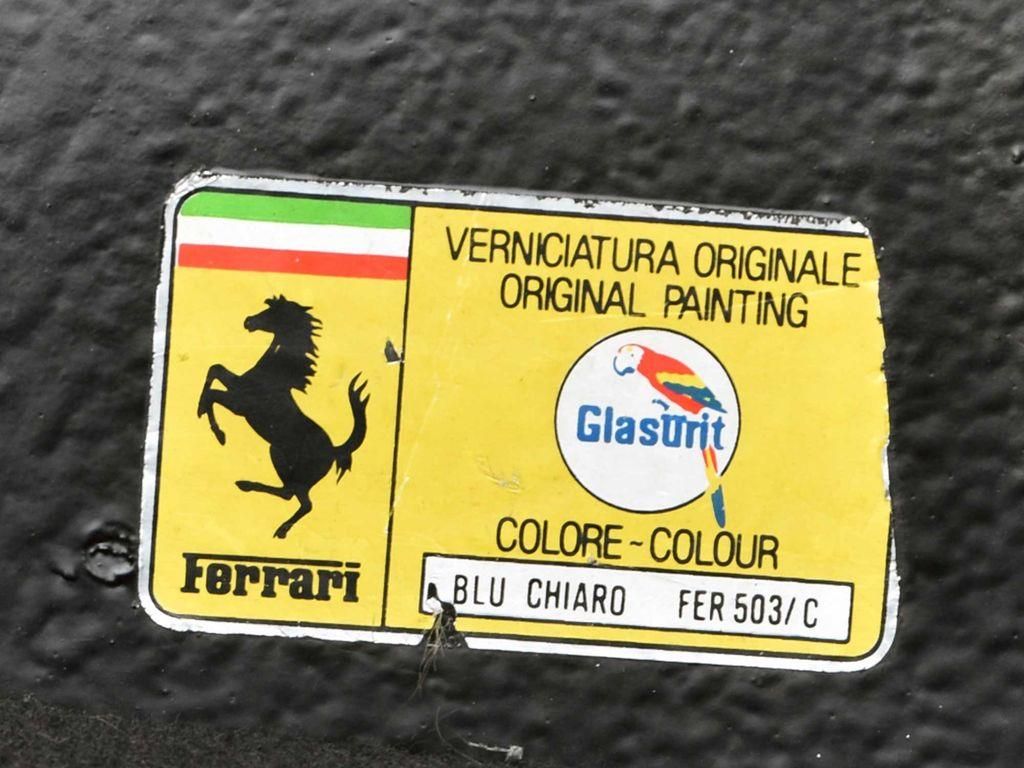 VERNICIATURA ORIGINALE
ORIGINAL PAINTING
Glasurit
COLORE ~ COLOUR
BLU CHIARO FER 503/C
Ferrari